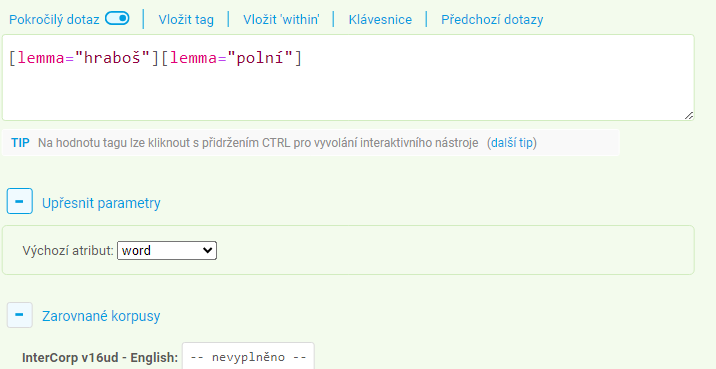 Pokročilý dotaz | Vložit tag | Vložit 'within' | Klávesnice | Předchozí dotazy
[lemma="hraboš"][lemma="polní"]
TIP Na hodnotu tagu lze kliknout s přidržením CTRL pro vyvolání interaktivního nástroje (další tip)
Upřesnit parametry
Výchozí atribut: word
Zarovnané korpusy
InterCorp v16ud - English: -- nevyplněno --